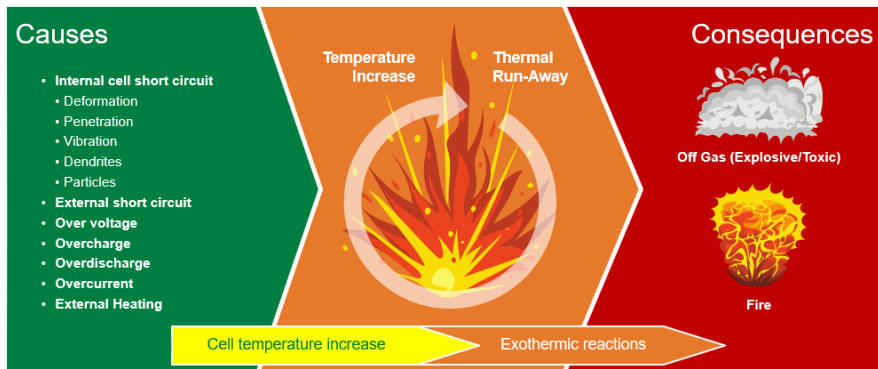 Causes
• Internal cell short circuit
• Deformation
• Penetration
• Vibration
• Dendrites
• Particles
• External short circuit
• Over voltage
• Overcharge
• Overdischarge
• Overcurrent
• External Heating
Temperature
Increase
Thermal
Run-Away
Consequences
Off Gas (Explosive/Toxic)
Fire
Cell temperature increase
Exothermic reactions